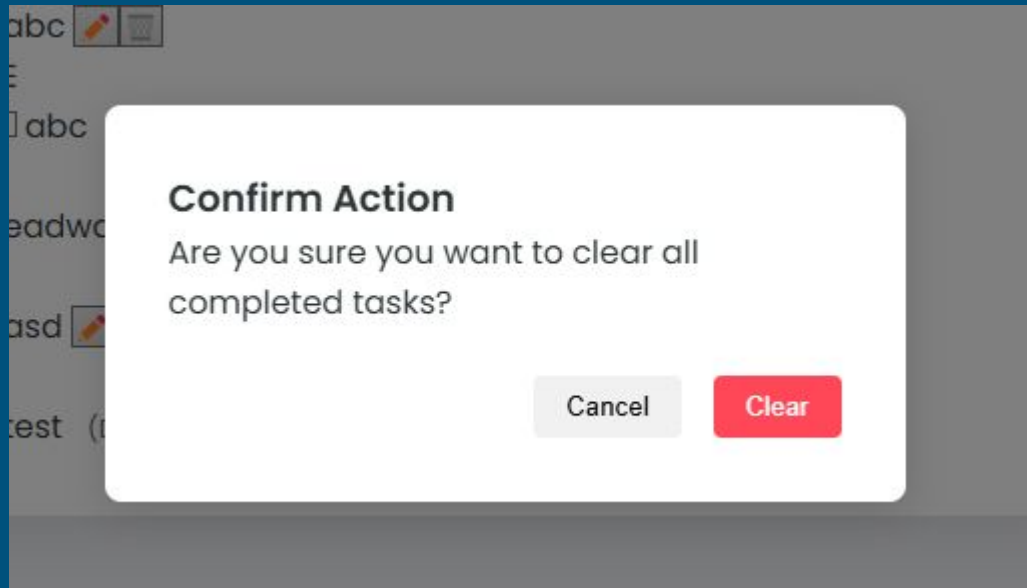 abc
abc
Confirm Action
Are you sure you want to clear all
completed tasks?
asd
Cancel
Clear
test